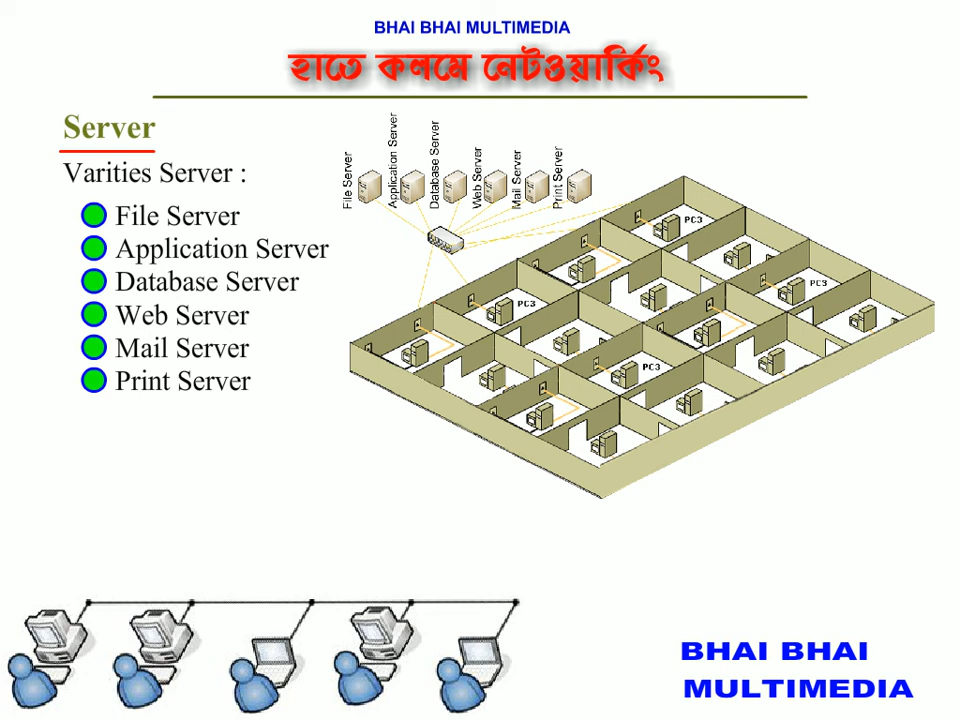 BHAI BHAI MULTIMEDIA
হাতে কলমে নেটওয়ার্কিং
Server
Varities Server :
File Server
Application Server
Database Server
Web Server
Mail Server
Print Server
File Server
Application Server
Database Server
Web Server
Mail Server
Print Server
PC3
PC3
PC3
PC3
BHAI BHAI
MULTIMEDIA